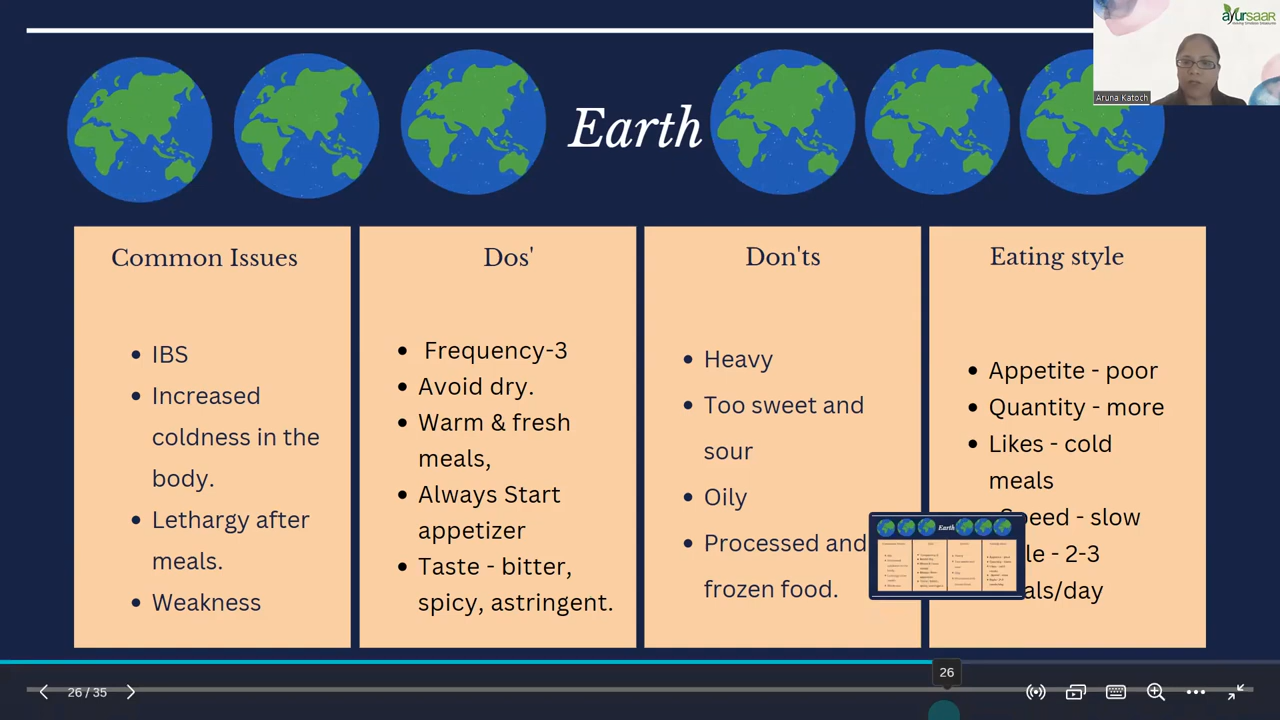 ayurSAAR
Aruna Katoch
Earth
Common Issues
IBS
Increased
coldness in the
body.
Lethargy after
meals.
Weakness
Dos'
Frequency-3
Avoid dry.
Warm & fresh
meals,
Always Start
appetizer
Taste - bitter,
spicy, astringent.
Don'ts
Heavy
Too sweet and
sour
Oily
Processed and
frozen food.
Eating style
Appetite - poor
Quantity - more
Likes - cold
meals
Speed - slow
le - 2-3
als/day
Earth
26
26 / 35